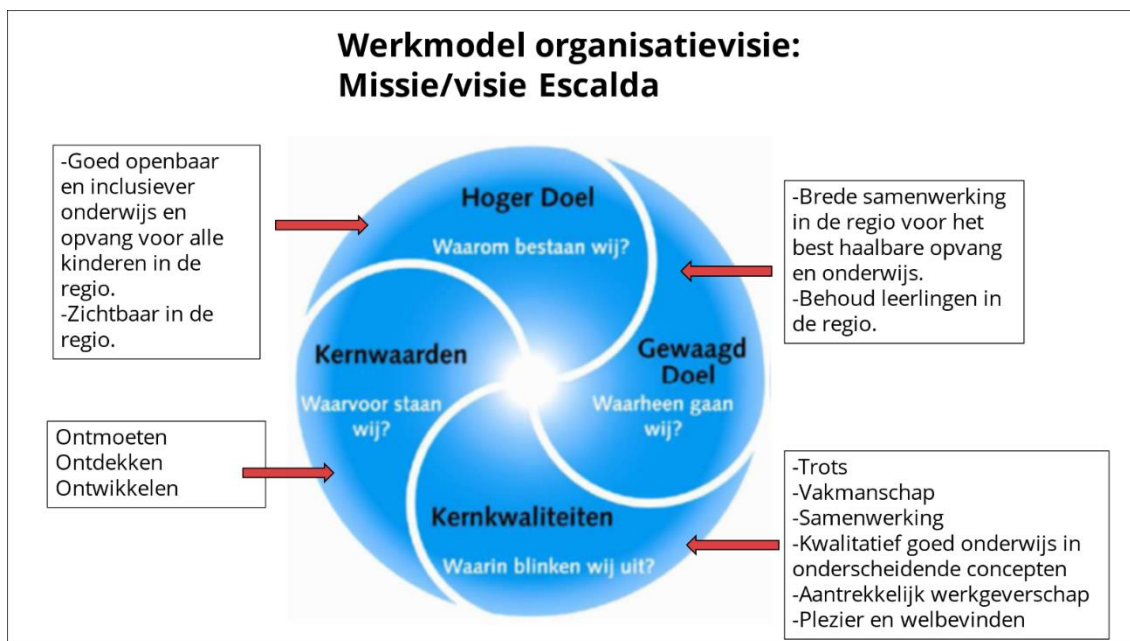 Werkmodel organisatievisie:
Missie/visie Escalda
-Goed openbaar
en inclusiever
onderwijs en
opvang voor alle
kinderen in de
regio.
-Zichtbaar in de
regio.
Hoger Doel
Waarom bestaan wij?
-Brede samenwerking
in de regio voor het
best haalbare opvang
en onderwijs.
-Behoud leerlingen in
de regio.
Kernwaarden
Waarvoor staan
wij?
Gewaagd
Doel
Waarheen gaan
wij?
Ontmoeten
Ontdekken
Ontwikkelen
Kernkwaliteiten
Waarin blinken wij uit?
-Trots
-Vakmanschap
-Samenwerking
-Kwalitatief goed onderwijs in
onderscheidende concepten
-Aantrekkelijk werkgeverschap
-Plezier en welbevinden